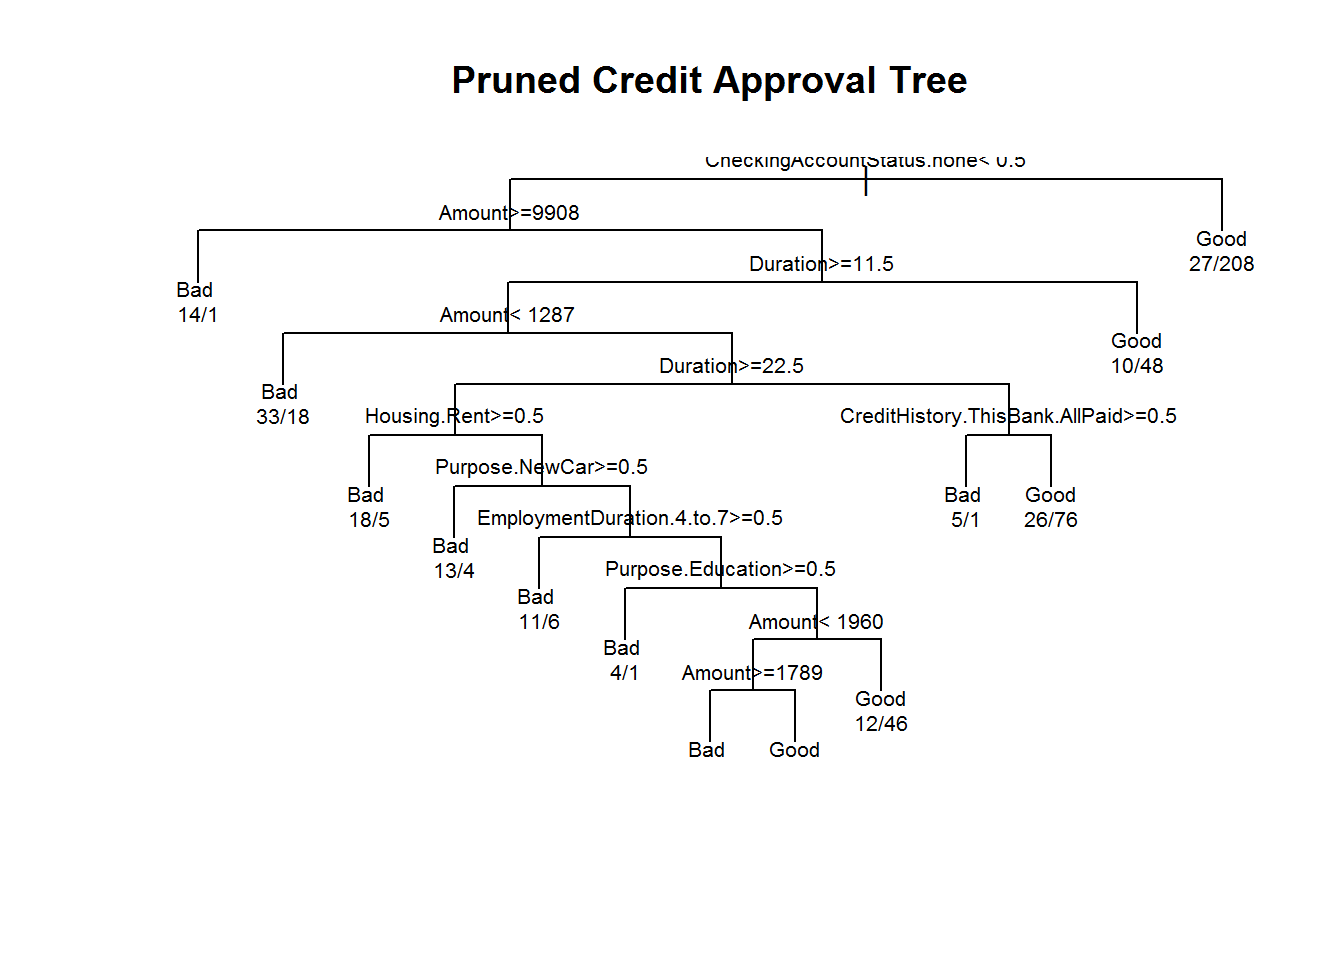 Pruned Credit Approval Tree
CheckingAccountStatus.none< 0.5
Amount>=9908
Good
27/208
Duration>=11.5
Bad
14/1
Amount< 1287
Good
10/48
Duration>=22.5
Bad
33/18
Housing.Rent>=0.5
CreditHistory.ThisBank.AllPaid>=0.5
Purpose.NewCar>=0.5
Bad
18/5
Bad
5/1
Good
26/76
EmploymentDuration.4.to.7>=0.5
Bad
13/4
Purpose.Education>=0.5
Bad
11/6
Amount< 1960
Bad
4/1
Amount>=1789
Good
12/46
Bad
Good